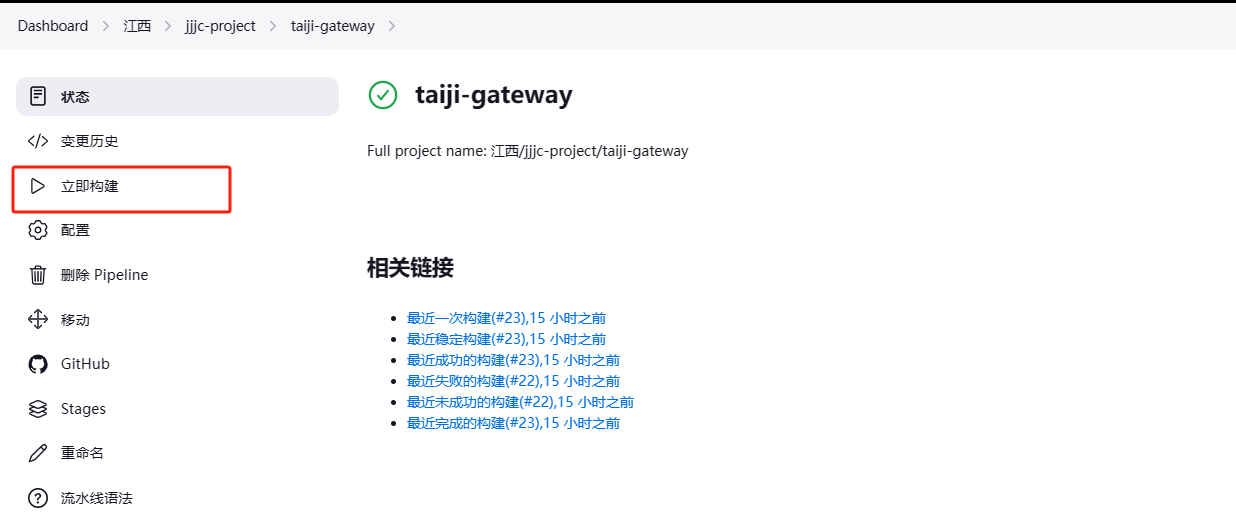 Dashboard > 江西 > jjjc-project > taiji-gateway >
状态
变更历史
立即构建
配置
删除 Pipeline
移动
GitHub
Stages
重命名
流水线语法
taiji-gateway
Full project name: 江西/jjjc-project/taiji-gateway
相关链接
最近一次构建(#23),15 小时之前
最近稳定构建(#23),15 小时之前
最近成功的构建(#23),15 小时之前
最近失败的构建(#22),15 小时之前
最近未成功的构建(#22),15 小时之前
最近完成的构建(#23),15 小时之前